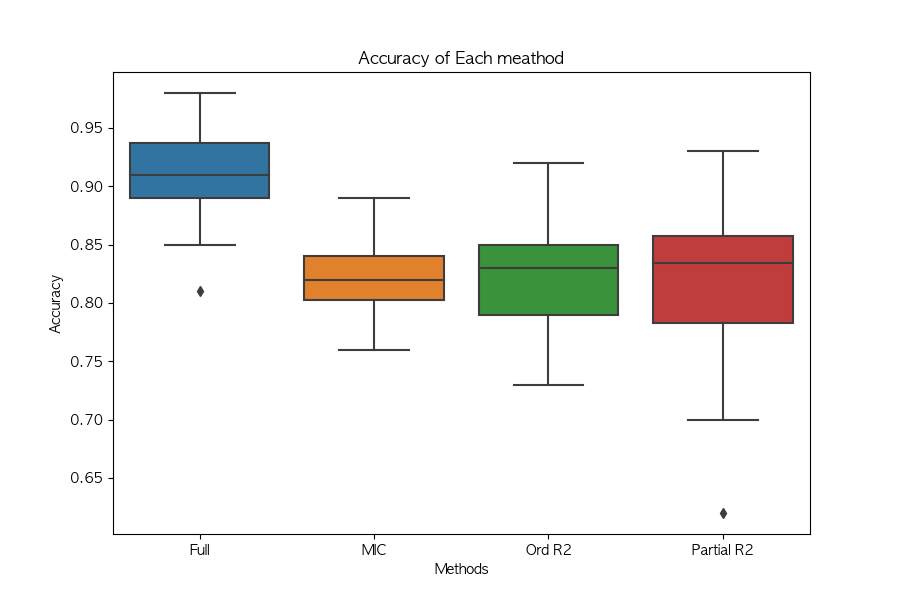 Accuracy of Each meathod
Accuracy
0.95
0.90
0.85
0.80
0.75
0.70
0.65
Full MIC Ord R2 Partial R2
Methods